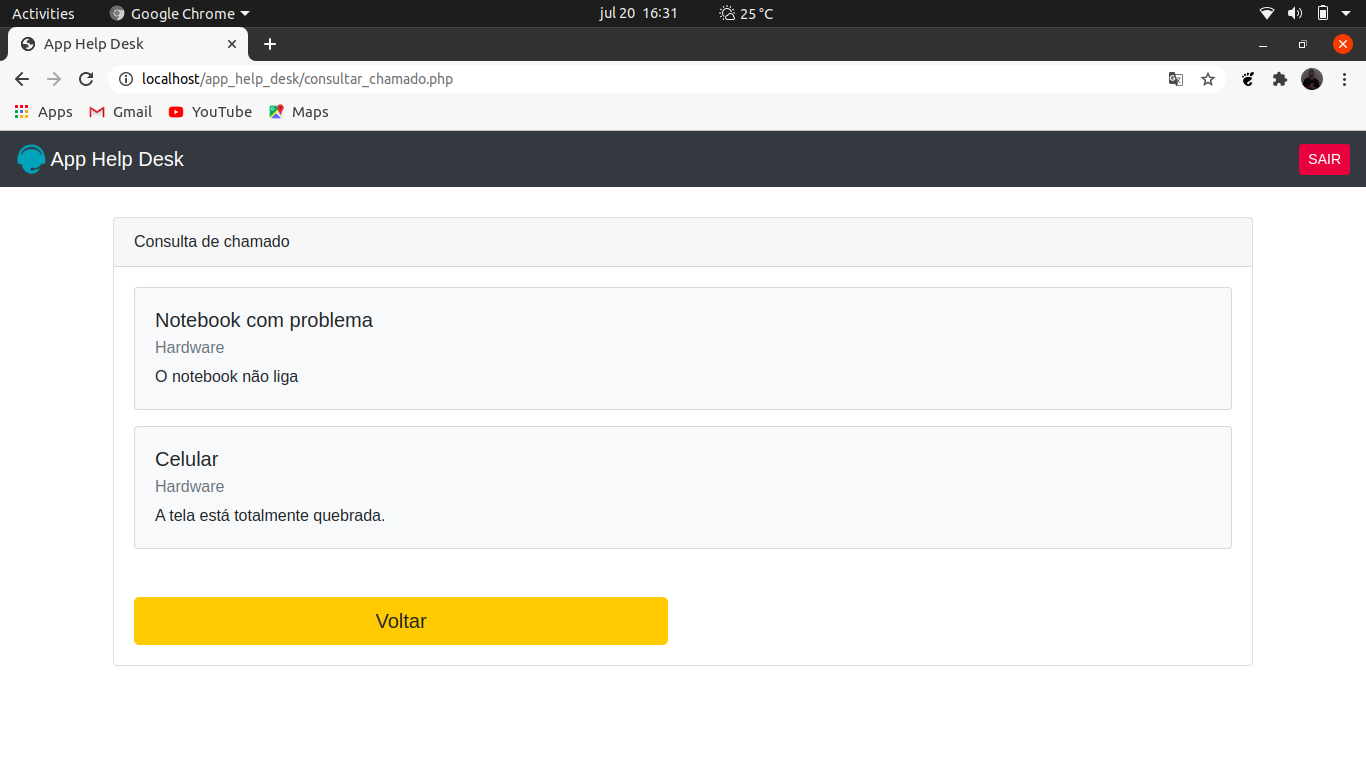 Activities Google Chrome jul 20 16:31 25 °C
App Help Desk
localhost/app_help_desk/consultar_chamado.php
Apps Gmail YouTube Maps
App Help Desk SAIR
Consulta de chamado
Notebook com problema
Hardware
O notebook não liga
Celular
Hardware
A tela está totalmente quebrada.
Voltar